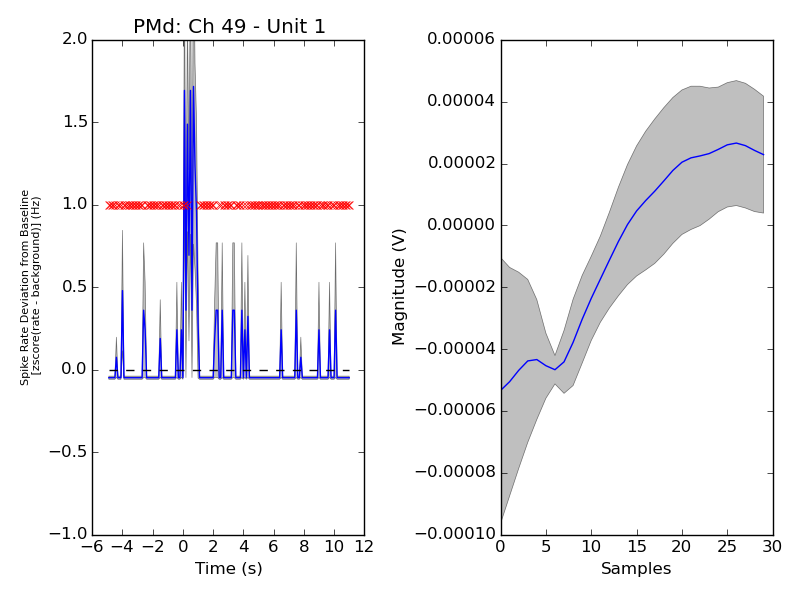 PMd: Ch 49 - Unit 1
Spike Rate Deviation from Baseline
[zscore(rate - background)] (Hz)
2.0
1.5
1.0
0.5
0.0
−0.5
−1.0
−6 −4 −2 0 2 4 6 8 10 12
Time (s)
Magnitude (V)
0.00006
0.00004
0.00002
0.00000
−0.00002
−0.00004
−0.00006
−0.00008
−0.00010
0 5 10 15 20 25 30
Samples